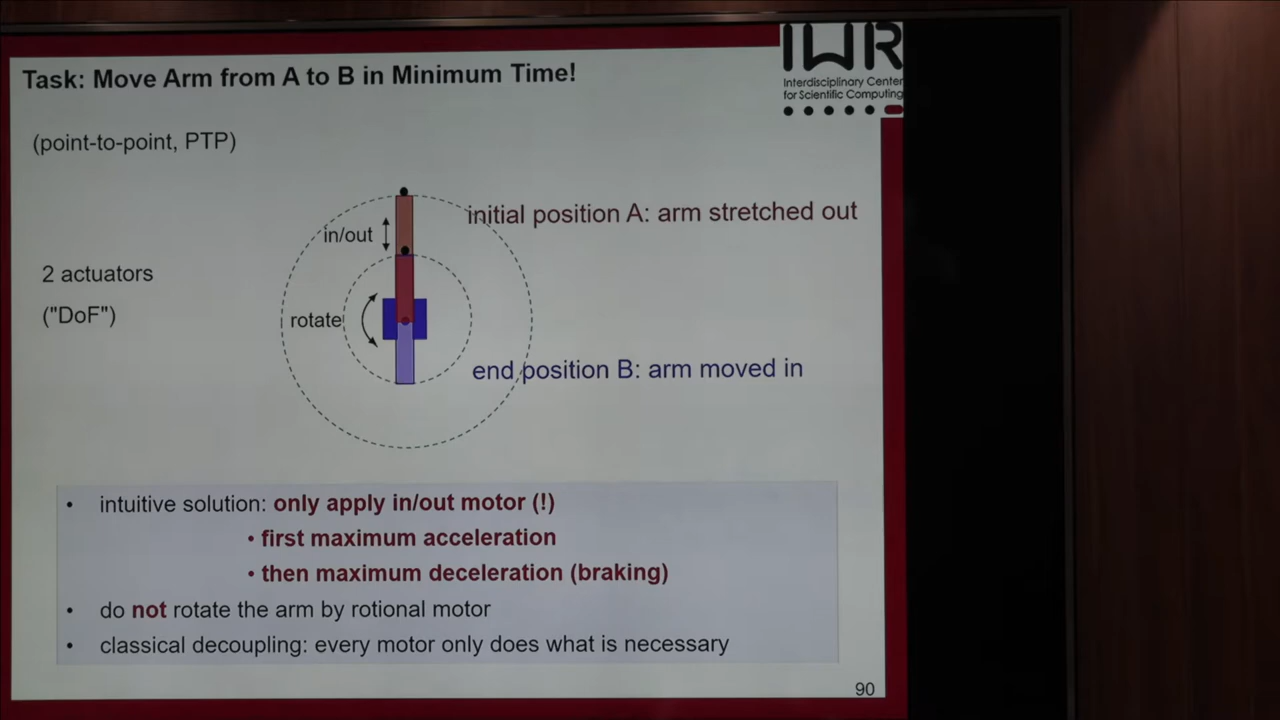 Task: Move Arm from A to B in Minimum Time!
IWR
Interdisciplinary Center
for Scientific Computing
(point-to-point, PTP)
initial position A: arm stretched out
in/out
2 actuators
("DoF")
rotate
end position B: arm moved in
• intuitive solution: only apply in/out motor (!)
• first maximum acceleration
• then maximum deceleration (braking)
• do not rotate the arm by rotional motor
• classical decoupling: every motor only does what is necessary
90